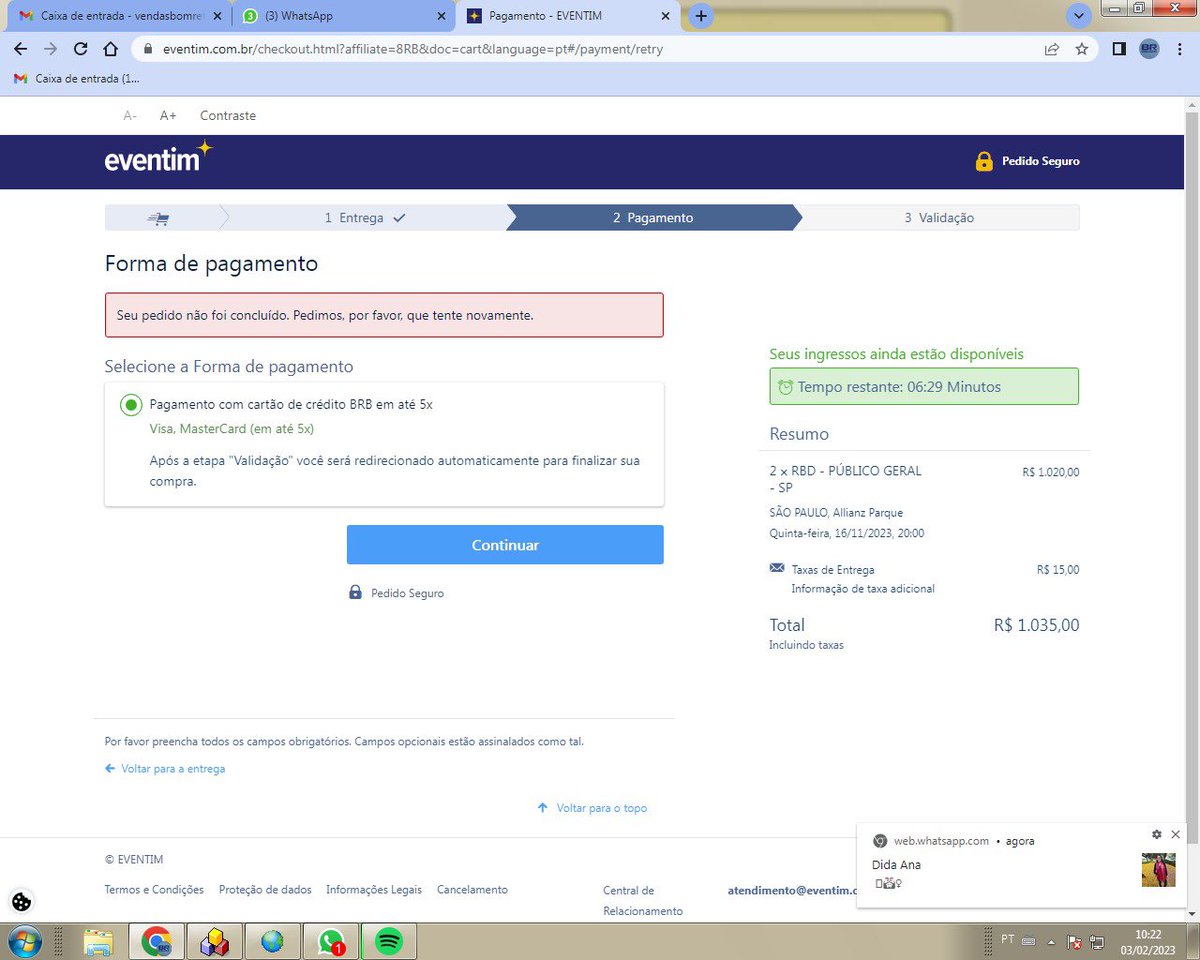 Caixa de entrada - vendasbomre
(3) WhatsApp
Pagamento - EVENTIM
eventim.com.br/checkout.html?affiliate=8RB&doc=cart&language=pt#/payment/retry
BR
Caixa de entrada (1...
A-
A+
Contraste
eventim
Pedido Seguro
1 Entrega
2 Pagamento
3 Validação
Forma de pagamento
Seu pedido não foi concluído. Pedimos, por favor, que tente novamente.
Selecione a Forma de pagamento
Pagamento com cartão de crédito BRB em até 5x
Visa, MasterCard (em até 5x)
Após a etapa "Validação" você será redirecionado automaticamente para finalizar sua
compra.
Continuar
Pedido Seguro
Seus ingressos ainda estão disponíveis
Tempo restante: 06:29 Minutos
Resumo
2 x RBD - PÚBLICO GERAL
- SP
R$ 1.020,00
SÃO PAULO, Allianz Parque
Quinta-feira, 16/11/2023, 20:00
Taxas de Entrega
R$ 15,00
Informação de taxa adicional
Total
R$ 1.035,00
Incluindo taxas
Por favor preencha todos os campos obrigatórios. Campos opcionais estão assinalados como tal.
Voltar para a entrega
Voltar para o topo
© EVENTIM
Termos e Condições
Proteção de dados
Informações Legais
Cancelamento
Central de
Relacionamento
atendimento@eventim.c
web.whatsapp.com • agora
Dida Ana
3
BR
1
PT
10:22
03/02/2023